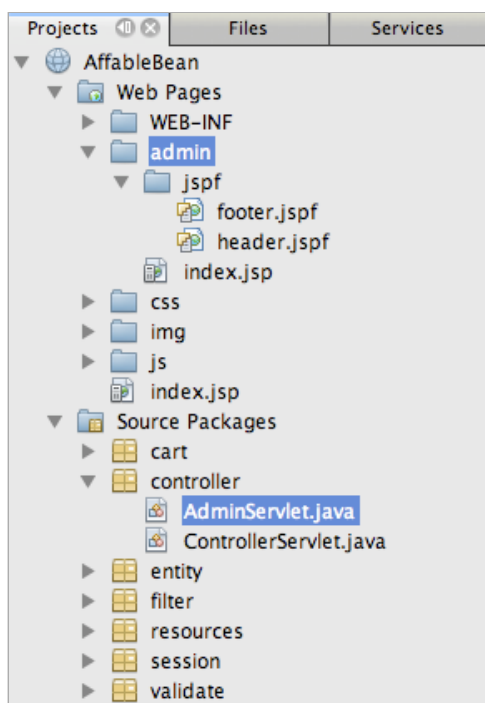 Projects Files Services
AffableBean
Web Pages
WEB-INF
admin
jspf
footer.jspf
header.jspf
index.jsp
css
img
js
index.jsp
Source Packages
cart
controller
AdminServlet.java
ControllerServlet.java
entity
filter
resources
session
validate